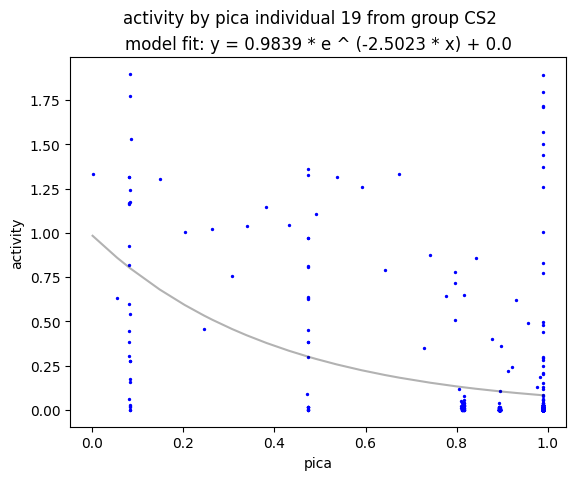 activity by pica individual 19 from group CS2
model fit: y = 0.9839 * e ^ (-2.5023 * x) + 0.0
activity
1.75
1.50
1.25
1.00
0.75
0.50
0.25
0.00
0.0 0.2 0.4 0.6 0.8 1.0
pica